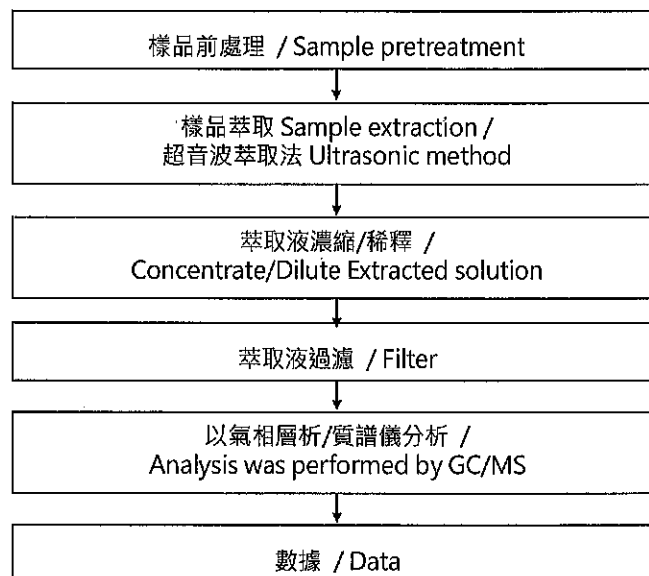 樣品前處理 / Sample pretreatment
樣品萃取 Sample extraction /
超音波萃取法 Ultrasonic method
萃取液濃縮/稀釋 /
Concentrate/Dilute Extracted solution
萃取液過濾 / Filter
以氣相層析/質譜儀分析 /
Analysis was performed by GC/MS
數據 / Data